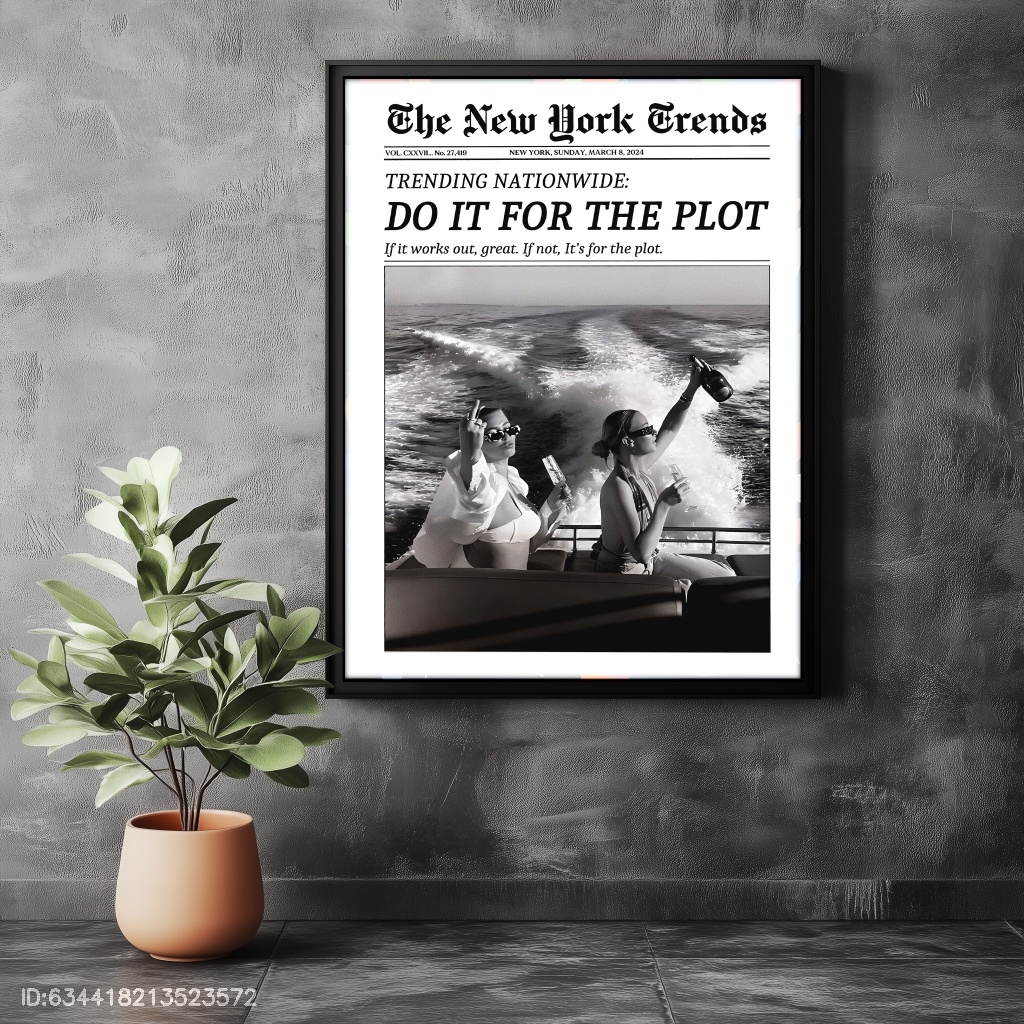 The New York Trends
VOL. CXXVII... No. 27,419 NEW YORK, SUNDAY, MARCH 8, 2024
TRENDING NATIONWIDE:
DO IT FOR THE PLOT
If it works out, great. If not, It's for the plot.
ID:634418213523572